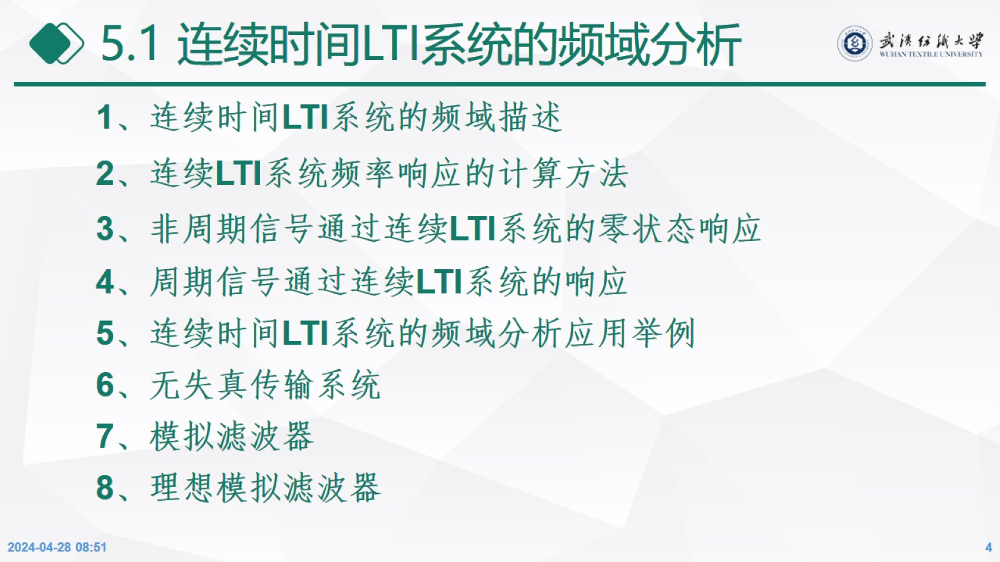 5.1 连续时间LTI系统的频域分析
武汉纺织大学
WUHAN TEXTILE UNIVERSITY
1、连续时间LTI系统的频域描述
2、连续LTI系统频率响应的计算方法
3、非周期信号通过连续LTI系统的零状态响应
4、周期信号通过连续LTI系统的响应
5、连续时间LTI系统的频域分析应用举例
6、无失真传输系统
7、模拟滤波器
8、理想模拟滤波器
2024-04-28 08:51
4